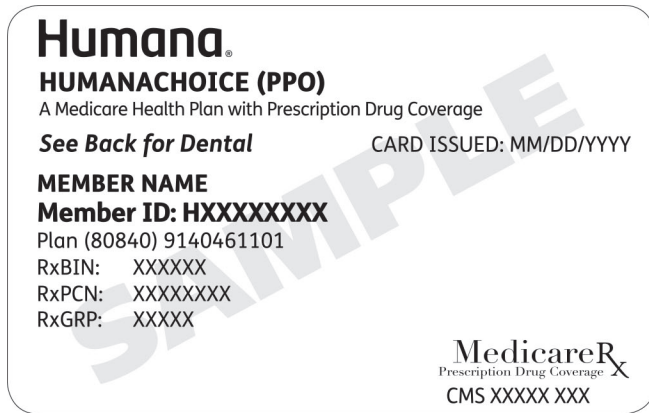 Humana®
HUMANACHOICE (PPO)
A Medicare Health Plan with Prescription Drug Coverage
See Back for Dental CARD ISSUED: MM/DD/YYYY
MEMBER NAME
Member ID: HXXXXXXXX
Plan (80840) 9140461101
RxBIN: XXXXXX
RxPCN: XXXXXXXX
RxGRP: XXXXX
SAMPLE
MedicareRx
Prescription Drug Coverage
CMS XXXXX XXX